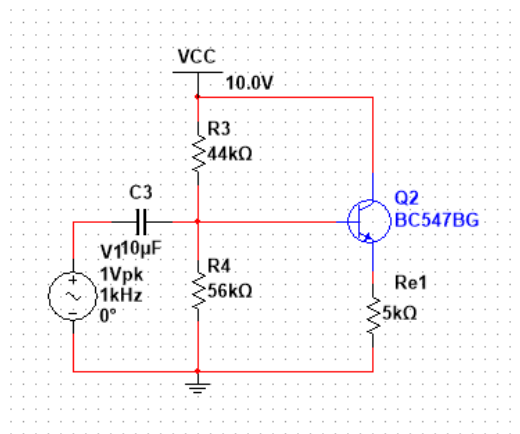 VCC
10.0V
R3
44kΩ
C3
10µF
V1
1Vpk
1kHz
0°
R4
56kΩ
Q2
BC547BG
Re1
5kΩ